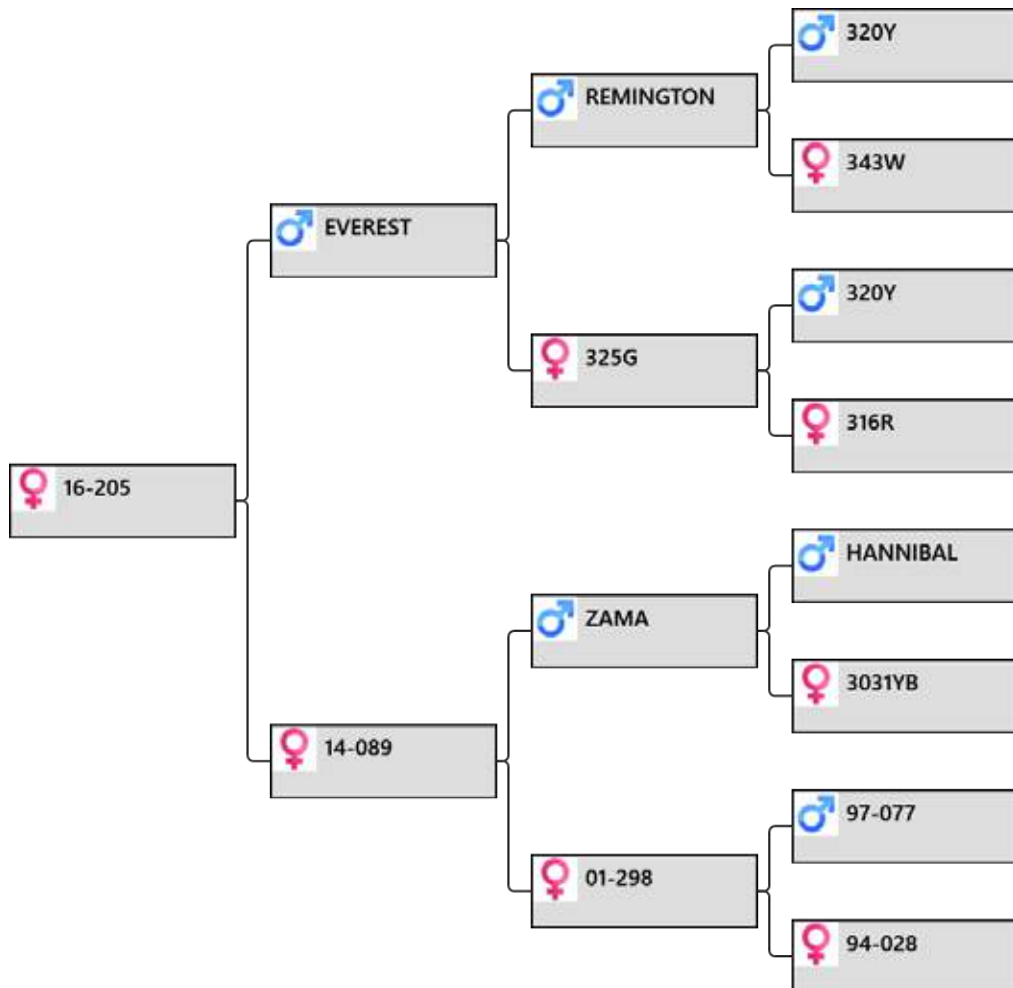 320Y
REMINGTON
343W
EVEREST
320Y
325G
316R
16-205
HANNIBAL
ZAMA
3031YB
14-089
97-077
01-298
94-028